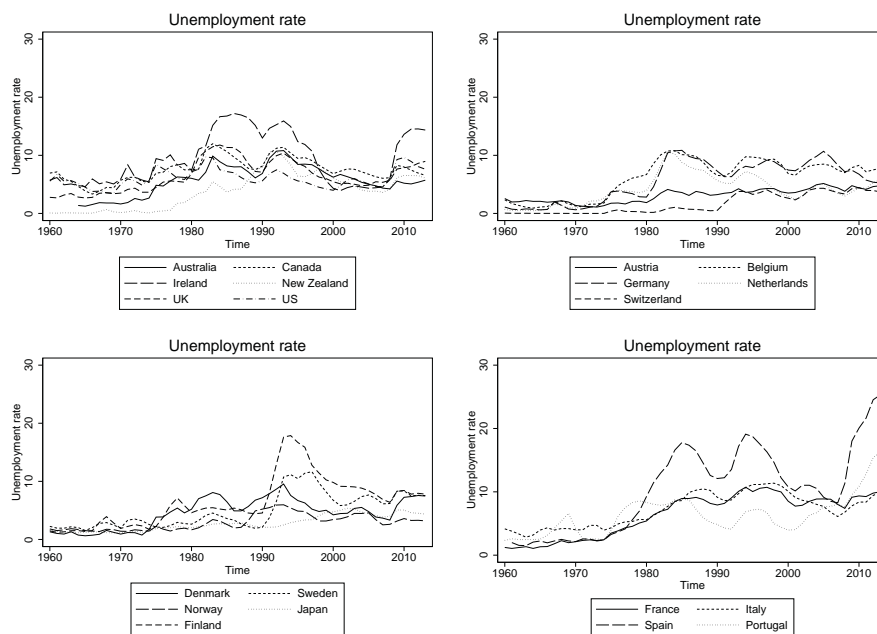 Unemployment rate
30
20
10
0
Unemployment rate
1960 1970 1980 1990 2000 2010
Time
Australia Canada
Ireland New Zealand
UK US
Unemployment rate
30
20
10
0
Unemployment rate
1960 1970 1980 1990 2000 2010
Time
Austria Belgium
Germany Netherlands
Switzerland
Unemployment rate
30
20
10
0
Unemployment rate
1960 1970 1980 1990 2000 2010
Time
Denmark Sweden
Norway Japan
Finland
Unemployment rate
30
20
10
0
Unemployment rate
1960 1970 1980 1990 2000 2010
Time
France Italy
Spain Portugal